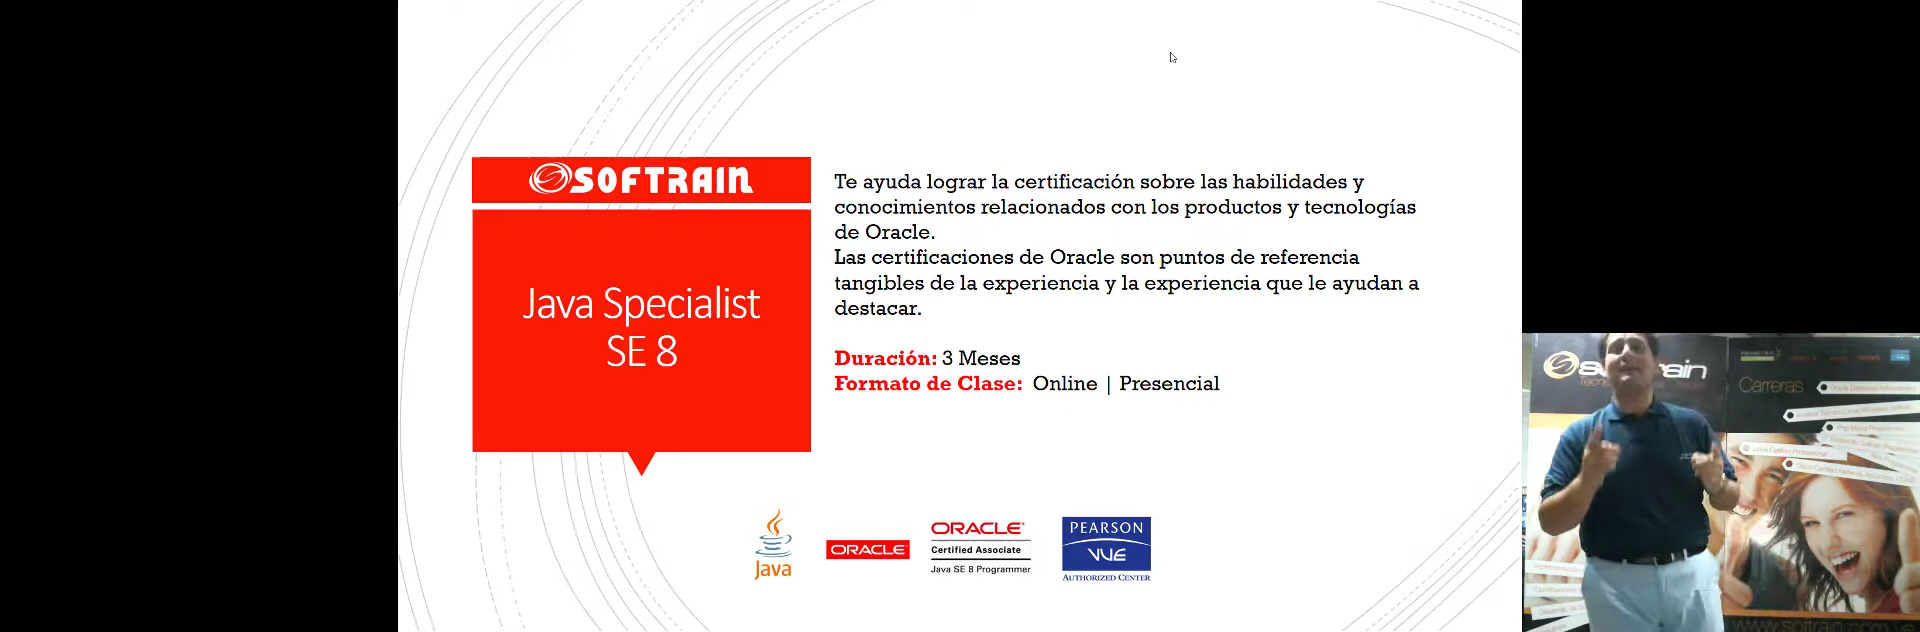 SOFTRAIN
Java Specialist
SE 8
Te ayuda lograr la certificación sobre las habilidades y
conocimientos relacionados con los productos y tecnologías
de Oracle.
Las certificaciones de Oracle son puntos de referencia
tangibles de la experiencia y la experiencia que le ayudan a
destacar.
Duración: 3 Meses
Formato de Clase: Online | Presencial
Java
ORACLE
ORACLE
Certified Associate
Java SE 8 Programmer
PEARSON
VUE
AUTHORIZED CENTER
Carreras